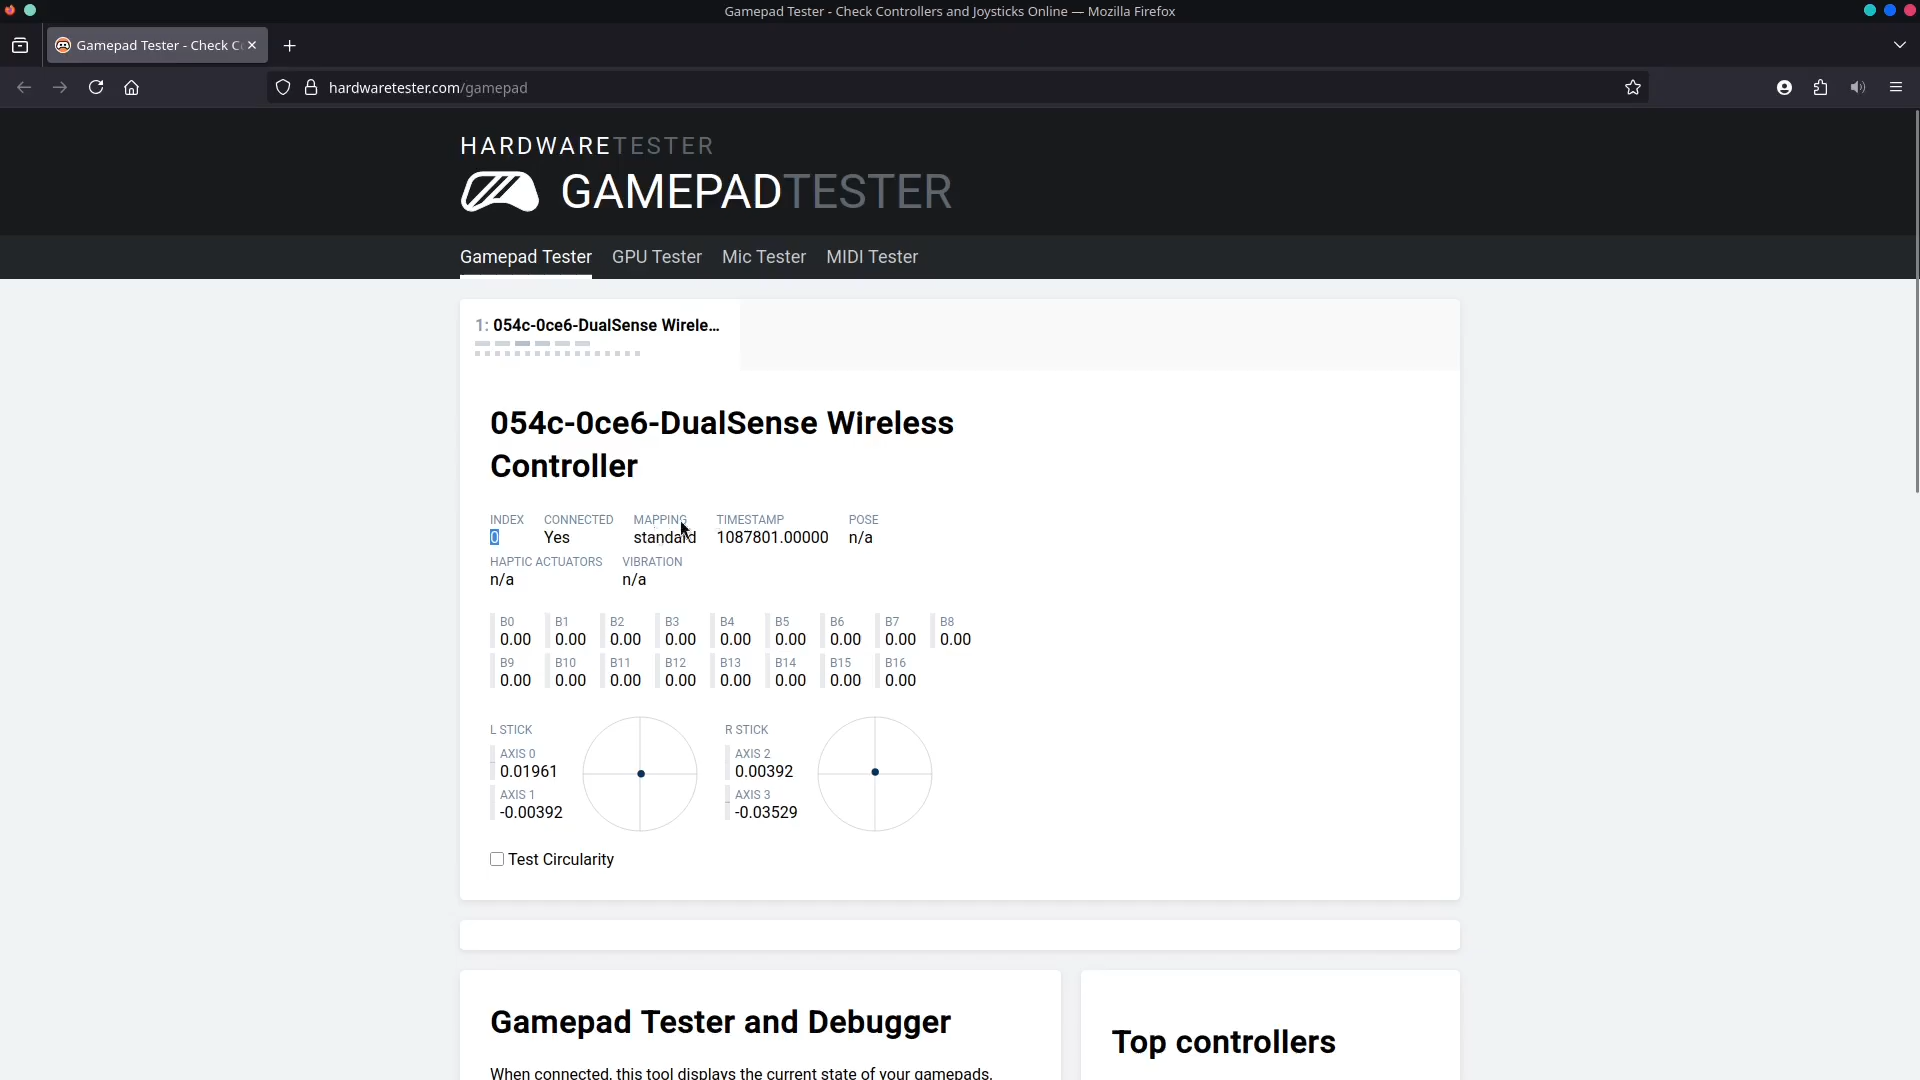 Gamepad Tester - Check Controllers and Joysticks Online — Mozilla Firefox
Gamepad Tester - Check C
hardwaretester.com/gamepad
HARDWARETESTER
GAMEPADTESTER
Gamepad Tester GPU Tester Mic Tester MIDI Tester
1: 054c-0ce6-DualSense Wirele...
054c-0ce6-DualSense Wireless
Controller
INDEX CONNECTED MAPPING TIMESTAMP POSE
0 Yes standard 1087801.00000 n/a
HAPTIC ACTUATORS VIBRATION
n/a n/a
B0 B1 B2 B3 B4 B5 B6 B7 B8
0.00 0.00 0.00 0.00 0.00 0.00 0.00 0.00 0.00
B9 B10 B11 B12 B13 B14 B15 B16
0.00 0.00 0.00 0.00 0.00 0.00 0.00 0.00
L STICK
AXIS 0
0.01961
AXIS 1
-0.00392
R STICK
AXIS 2
0.00392
AXIS 3
-0.03529
Test Circularity
Gamepad Tester and Debugger
When connected, this tool displays the current state of your gamepads.
Top controllers